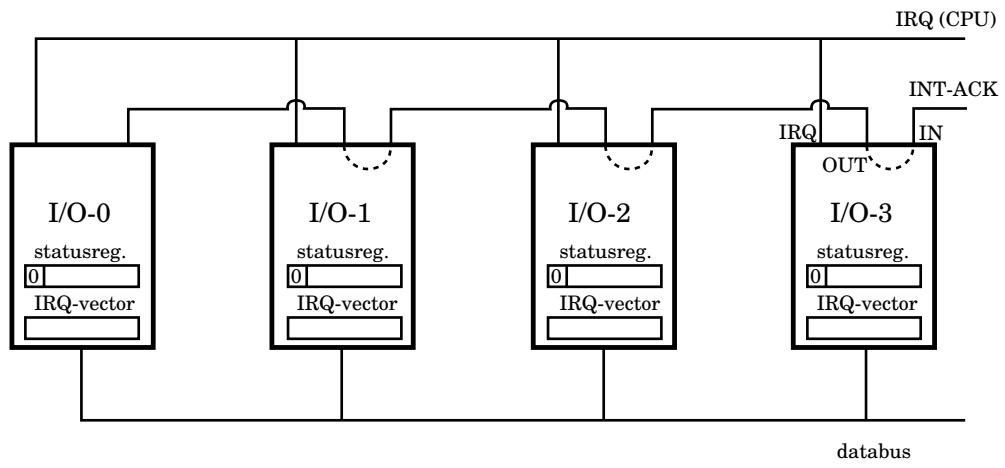 IRQ (CPU)
INT-ACK
IRQ
IN
OUT
I/O-0
I/O-1
I/O-2
I/O-3
statusreg.
statusreg.
statusreg.
statusreg.
0
0
0
0
IRQ-vector
IRQ-vector
IRQ-vector
IRQ-vector
databus